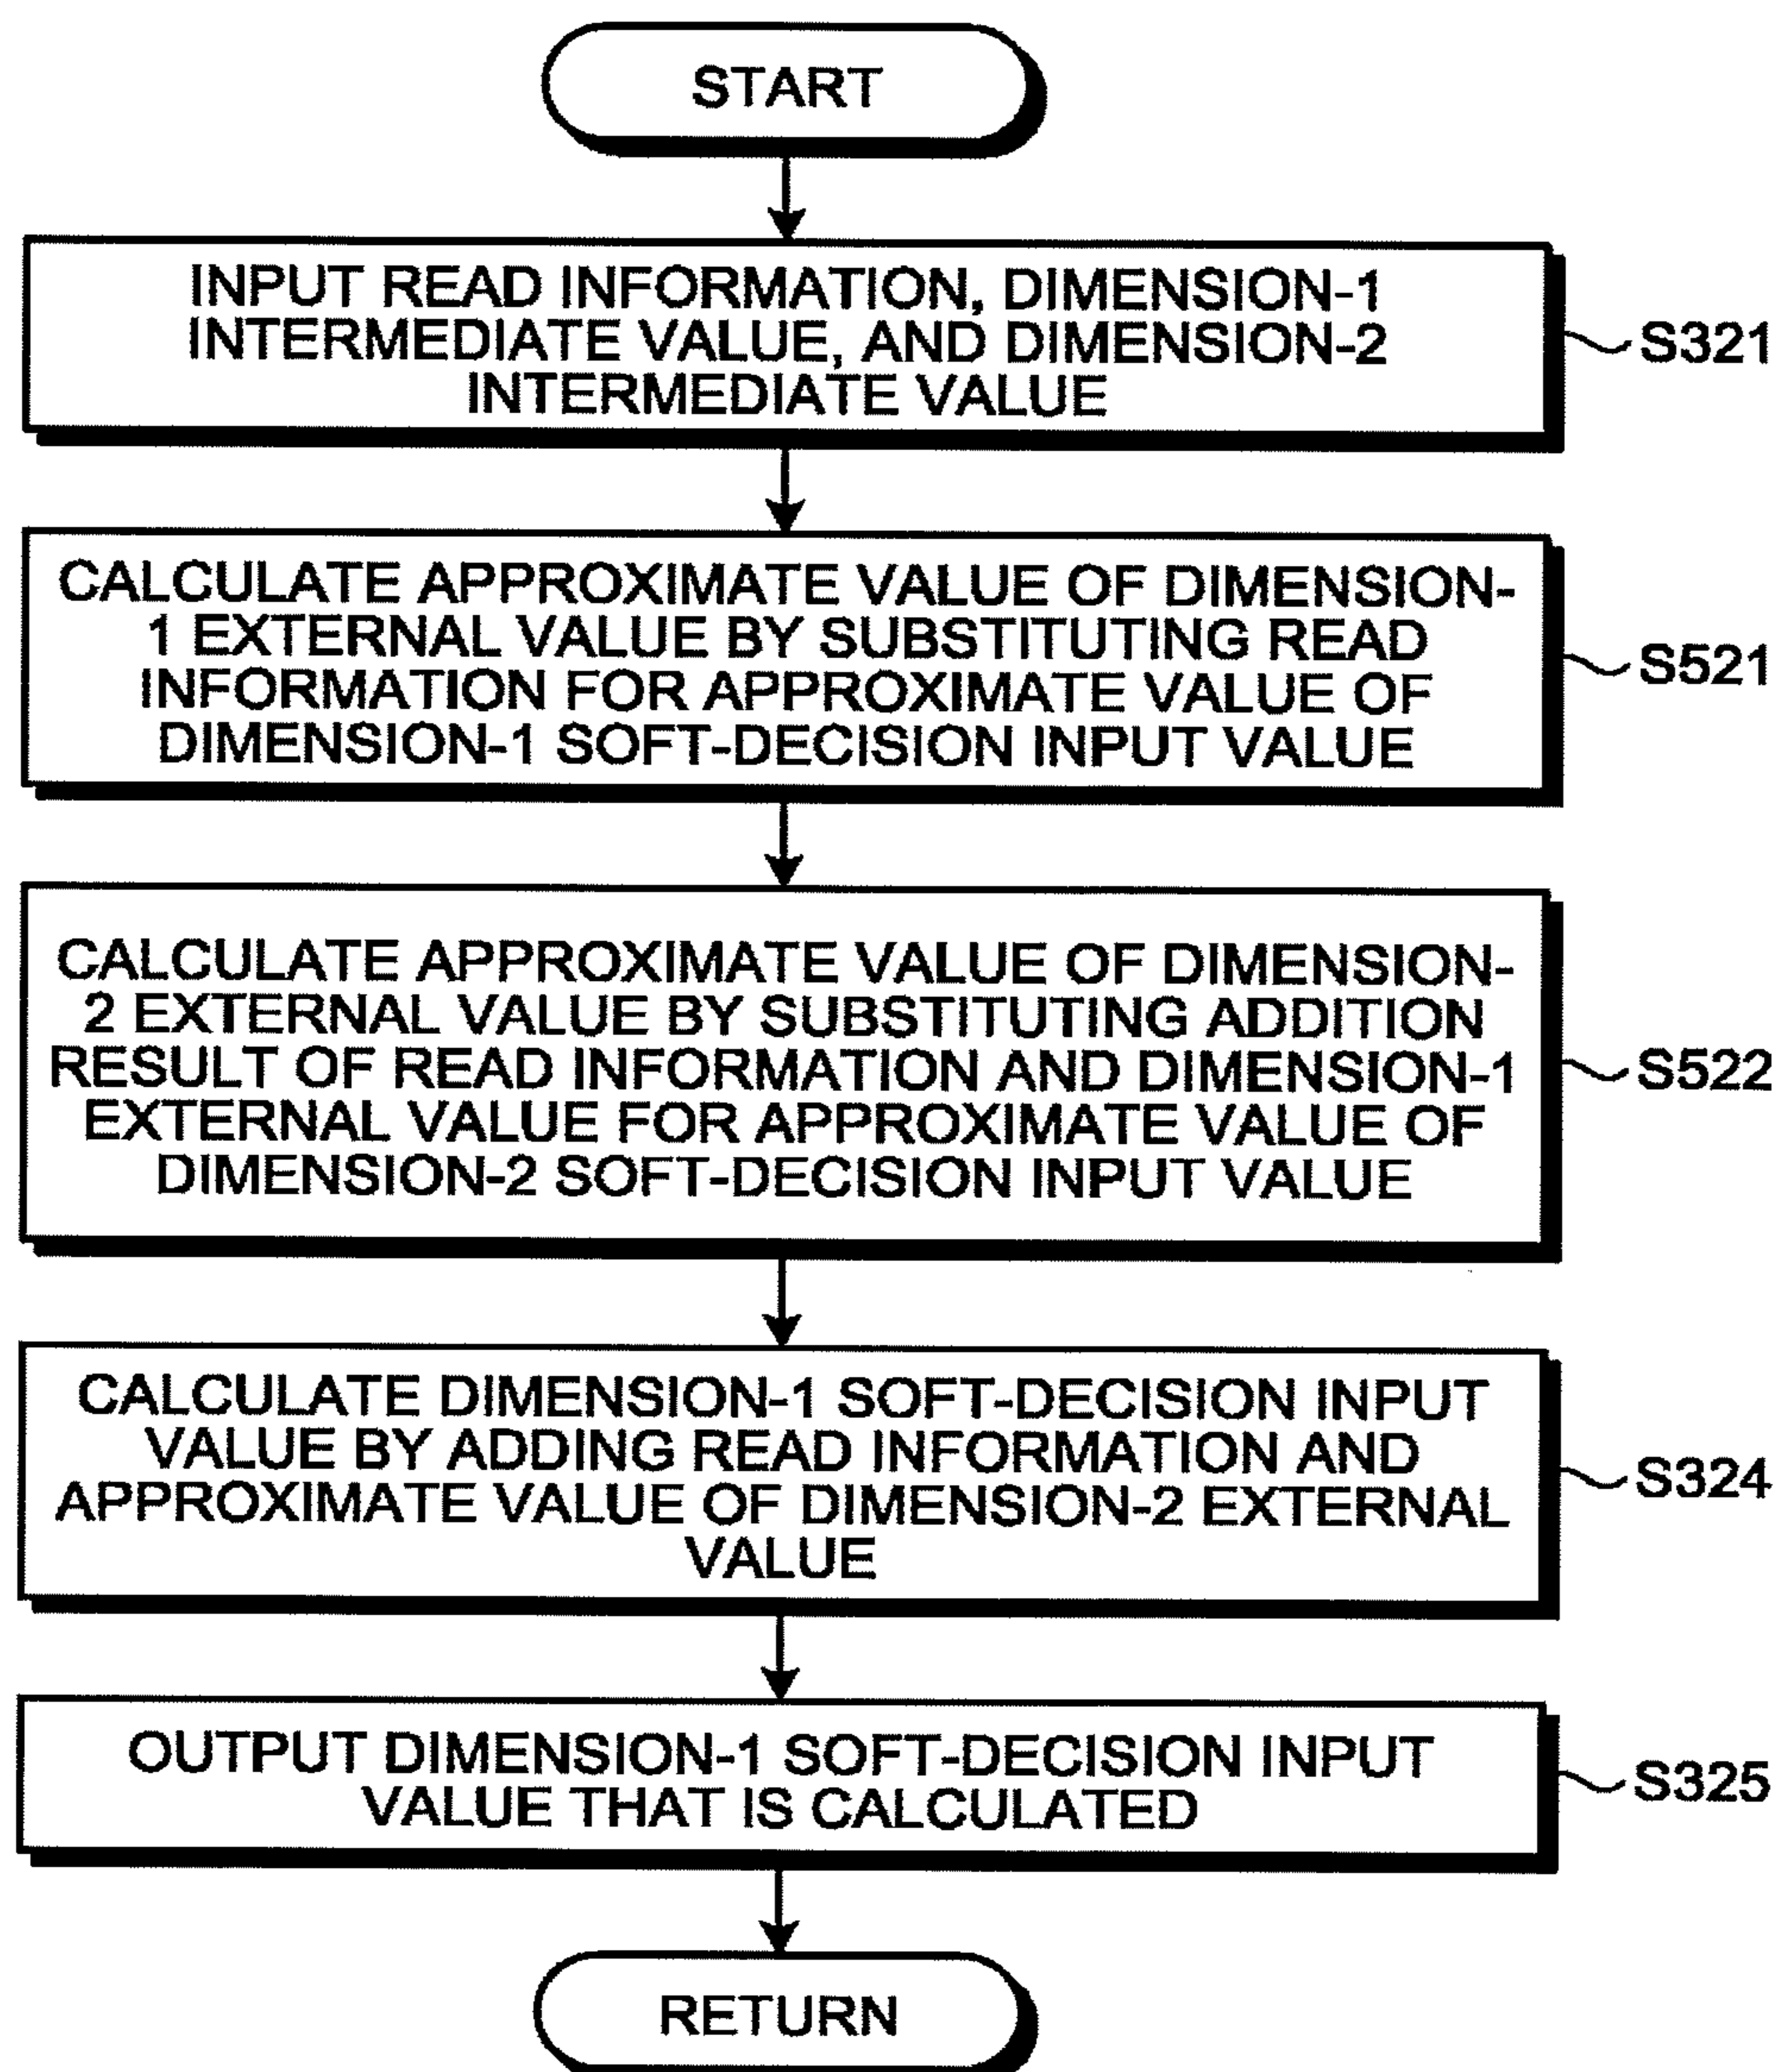 START
INPUT READ INFORMATION, DIMENSION-1
INTERMEDIATE VALUE, AND DIMENSION-2
INTERMEDIATE VALUE
S321
CALCULATE APPROXIMATE VALUE OF DIMENSION-
1 EXTERNAL VALUE BY SUBSTITUTING READ
INFORMATION FOR APPROXIMATE VALUE OF
DIMENSION-1 SOFT-DECISION INPUT VALUE
S521
CALCULATE APPROXIMATE VALUE OF DIMENSION-
2 EXTERNAL VALUE BY SUBSTITUTING ADDITION
RESULT OF READ INFORMATION AND DIMENSION-1
EXTERNAL VALUE FOR APPROXIMATE VALUE OF
DIMENSION-2 SOFT-DECISION INPUT VALUE
S522
CALCULATE DIMENSION-1 SOFT-DECISION INPUT
VALUE BY ADDING READ INFORMATION AND
APPROXIMATE VALUE OF DIMENSION-2 EXTERNAL
VALUE
S324
OUTPUT DIMENSION-1 SOFT-DECISION INPUT
VALUE THAT IS CALCULATED
S325
RETURN